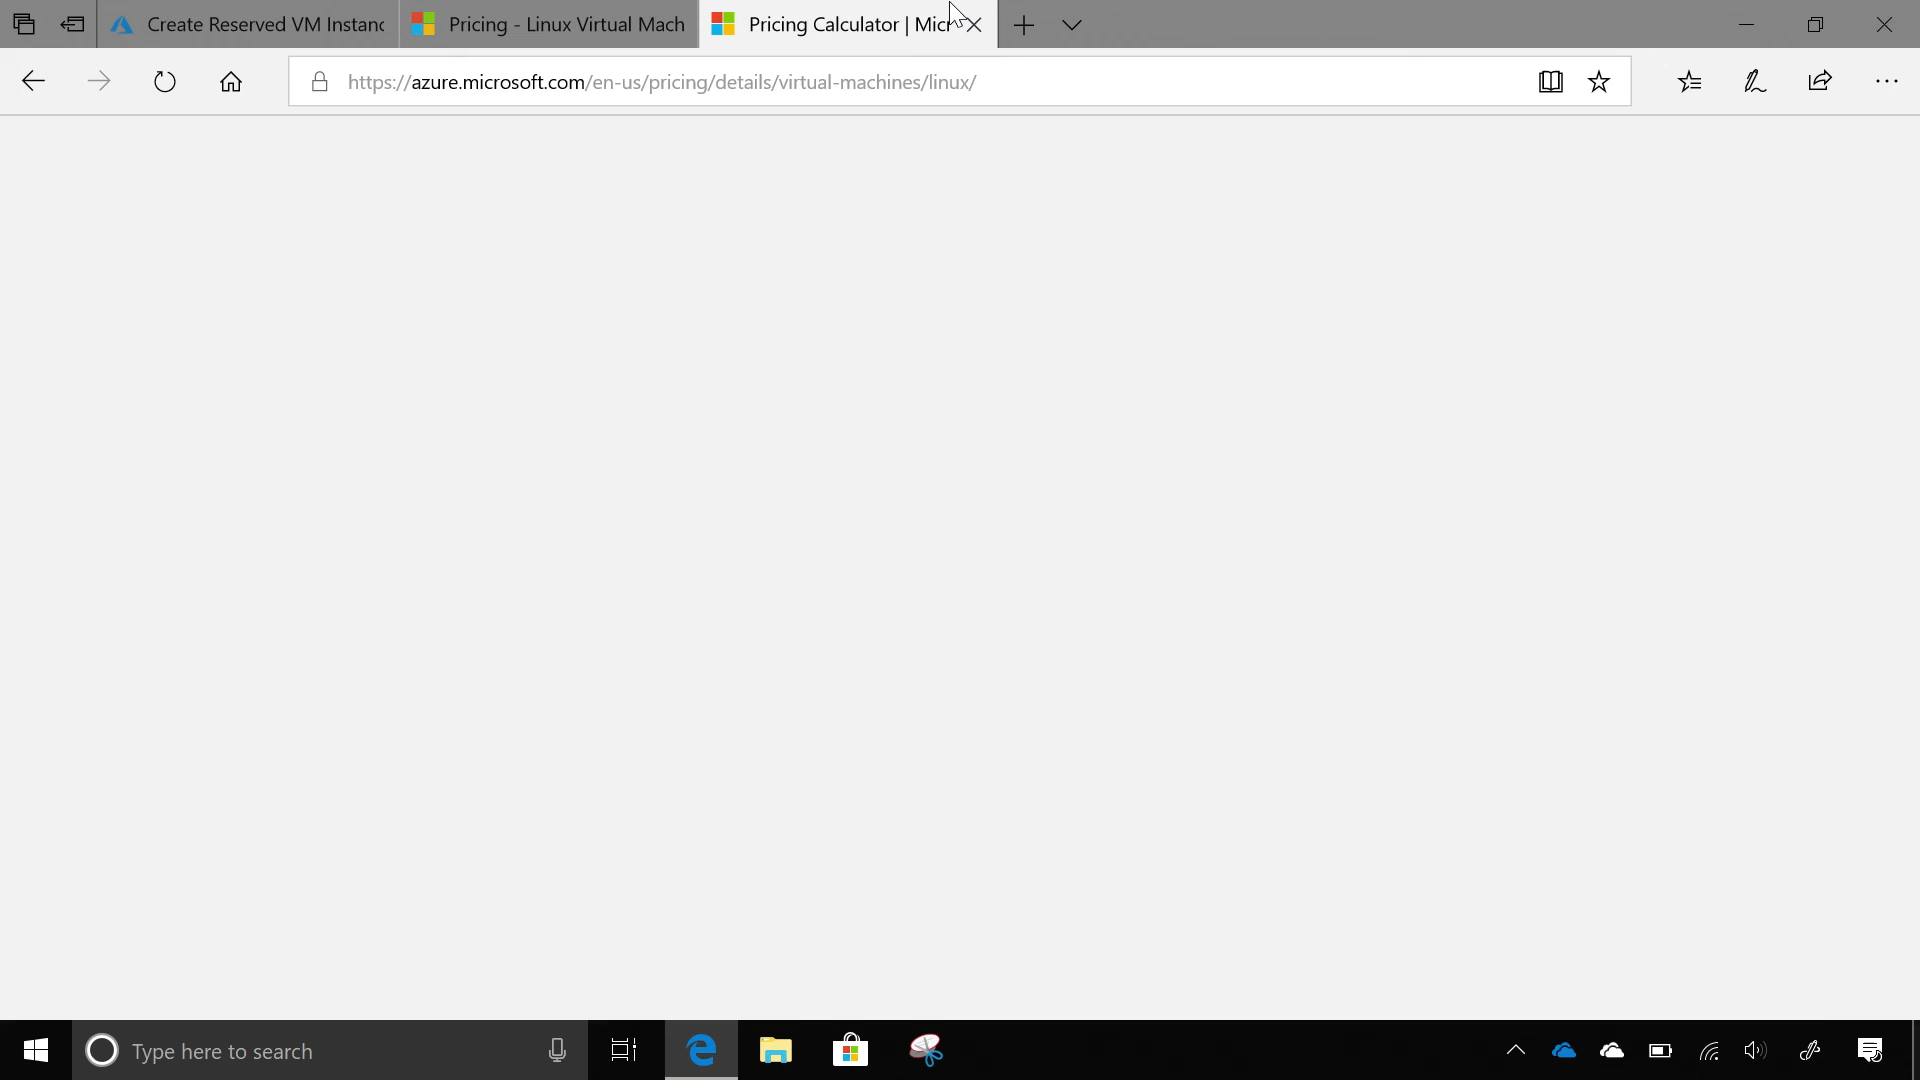 Create Reserved VM Instanc
Pricing - Linux Virtual Mach
Pricing Calculator | Micr
https://azure.microsoft.com/en-us/pricing/details/virtual-machines/linux/
Type here to search